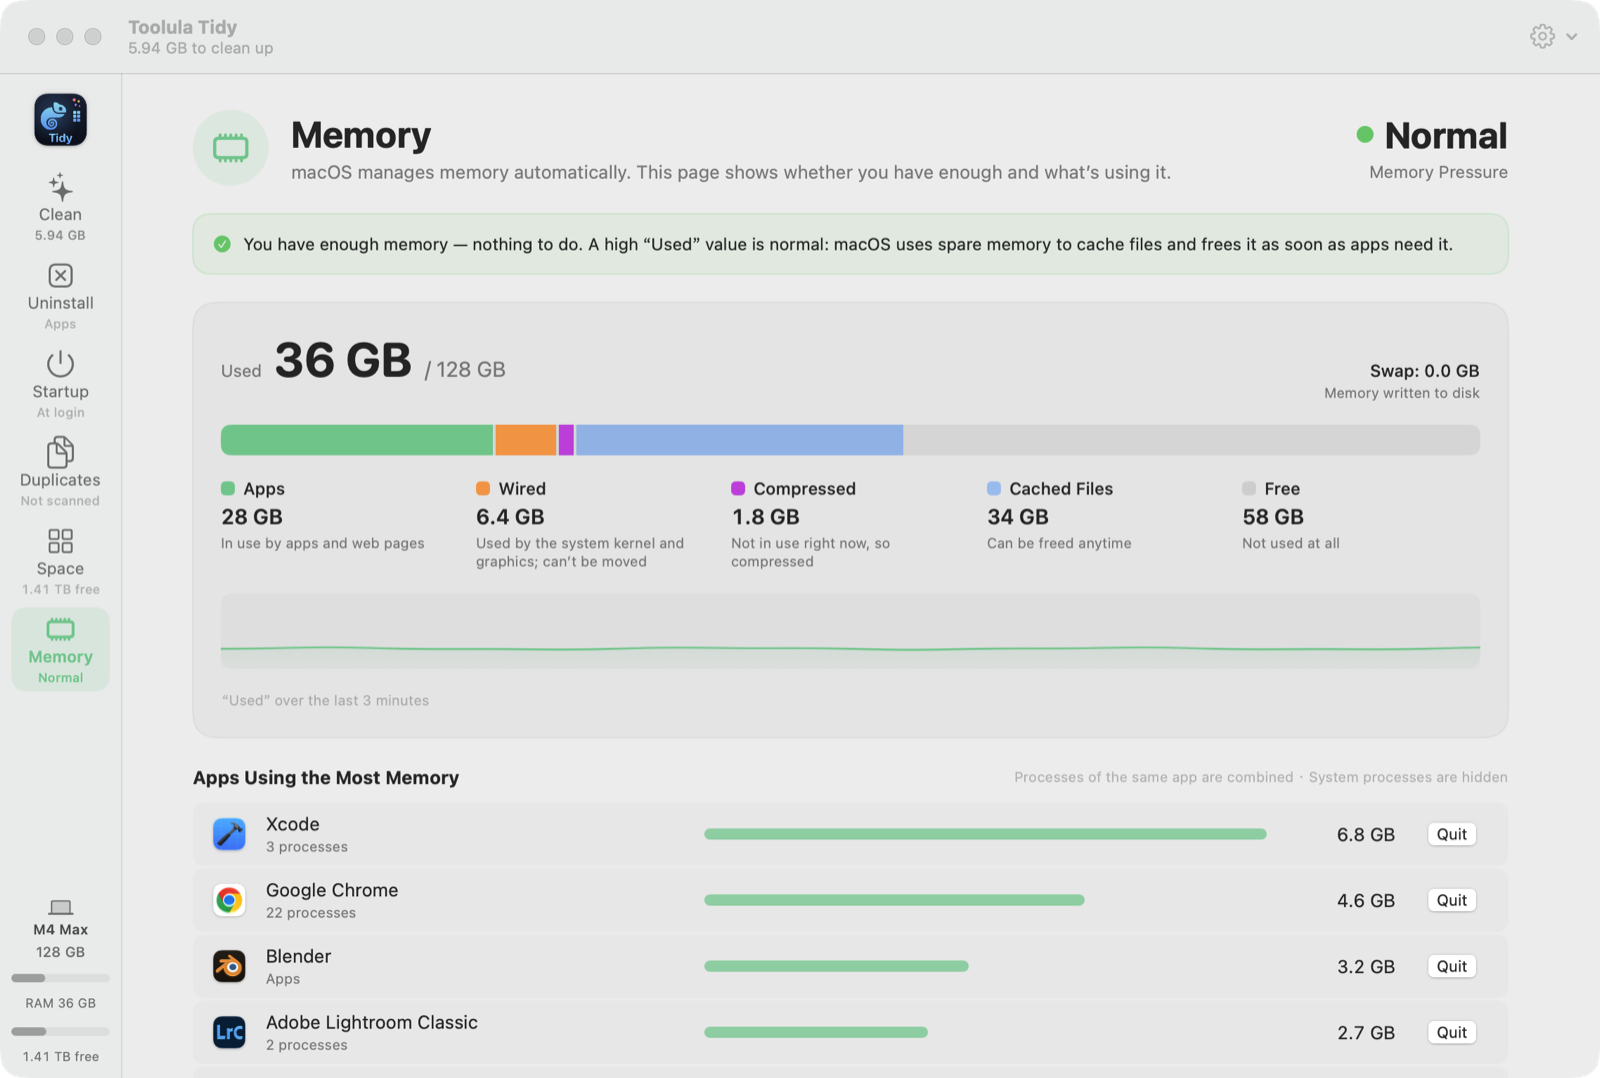 Toolula Tidy
5.94 GB to clean up
Tidy
Clean
5.94 GB
Uninstall
Apps
Startup
At login
Duplicates
Not scanned
Space
1.41 TB free
Memory
Normal
M4 Max
128 GB
RAM 36 GB
1.41 TB free
Memory
macOS manages memory automatically. This page shows whether you have enough and what’s using it.
Normal
Memory Pressure
You have enough memory — nothing to do. A high “Used” value is normal: macOS uses spare memory to cache files and frees it as soon as apps need it.
Used 36 GB / 128 GB
Swap: 0.0 GB
Memory written to disk
Apps
28 GB
In use by apps and web pages
Wired
6.4 GB
Used by the system kernel and
graphics; can’t be moved
Compressed
1.8 GB
Not in use right now, so
compressed
Cached Files
34 GB
Can be freed anytime
Free
58 GB
Not used at all
“Used” over the last 3 minutes
Apps Using the Most Memory
Processes of the same app are combined · System processes are hidden
Xcode
3 processes
6.8 GB
Quit
Google Chrome
22 processes
4.6 GB
Quit
Blender
Apps
3.2 GB
Quit
LrC
Adobe Lightroom Classic
2 processes
2.7 GB
Quit